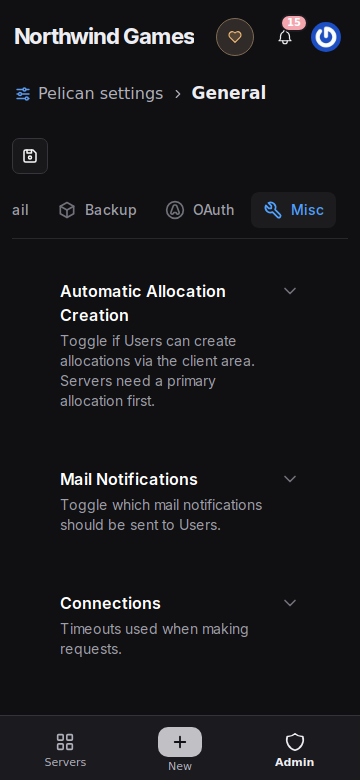 Northwind Games
15
Pelican settings > General
ail Backup OAuth Misc
Automatic Allocation
Creation
Toggle if Users can create
allocations via the client area.
Servers need a primary
allocation first.
Mail Notifications
Toggle which mail notifications
should be sent to Users.
Connections
Timeouts used when making
requests.
Servers New Admin